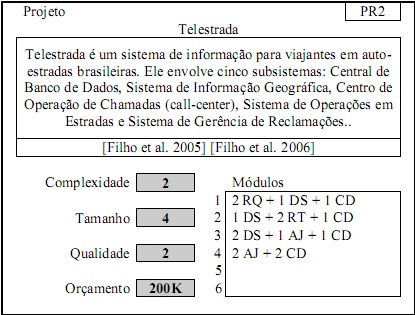 Projeto PR2
Telestrada
Telestrada é um sistema de informação para viajantes em auto-
estradas brasileiras. Ele envolve cinco subsistemas: Central de
Banco de Dados, Sistema de Informação Geográfica, Centro de
Operação de Chamadas (call-center), Sistema de Operações em
Estradas e Sistema de Gerência de Reclamações..
[Filho et al. 2005] [Filho et al. 2006]
Complexidade 2
Tamanho 4
Qualidade 2
Orçamento 200K
Módulos
1 2 RQ + 1 DS + 1 CD
2 1 DS + 2 RT + 1 CD
3 2 DS + 1 AJ + 1 CD
4 2 AJ + 2 CD
5
6